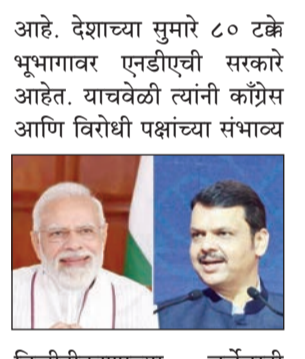 आहे. देशाच्या सुमारे ८० टक्के
भूभागावर एनडीएची सरकारे
आहेत. याचवेळी त्यांनी काँग्रेस
आणि विरोधी पक्षांच्या संभाव्य